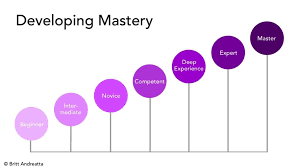 Developing Mastery
Master
Expert
Deep
Experience
Competent
Novice
Inter-
mediate
Beginner
© Britt Andreatta